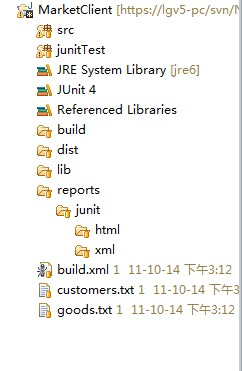 MarketClient [https://lgv5-pc/svn/
src
junitTest
JRE System Library [jre6]
JUnit 4
Referenced Libraries
build
dist
lib
reports
junit
html
xml
build.xml 1 11-10-14 下午3:12
customers.txt 1 11-10-14 下午3:12
goods.txt 1 11-10-14 下午3:12